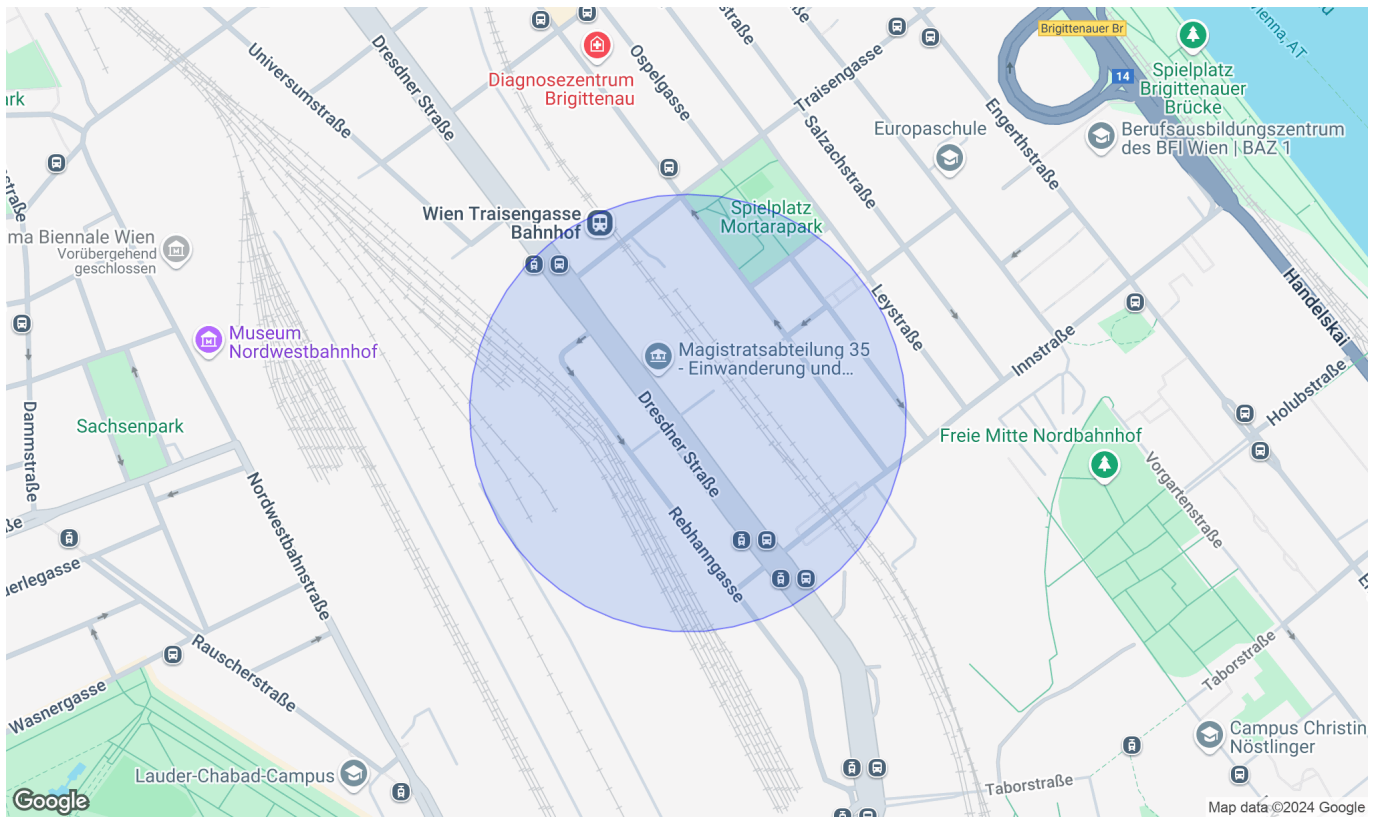 Brigittenauer Br
Vienna, AT
Dresdner Straße
Universumstraße
Ospelgasse
Traisengasse
Diagnosezentrum
Brigittenau
14
Spielplatz
Brigittenauer
Brücke
Engerthstraße
Salzachstraße
Europaschule
Berufsausbildungszentrum
des BFI Wien | BAZ 1
ark
Wien Traisengasse
Bahnhof
Spielplatz
Mortarapark
ma Biennale Wien
Vorübergehend
geschlossen
Handelskai
Leystraße
Museum
Nordwestbahnhof
Magistratsabteilung 35
- Einwanderung und...
Innstraße
Holubstraße
Dammstraße
Sachsenpark
Dresdner Straße
Freie Mitte Nordbahnhof
Vorgartenstraße
Nordwestbahnstraße
Rebhanngasse
Rauscherstraße
Wasnergasse
Taborstraße
Campus Christin
Nöstlinger
Lauder-Chabad-Campus
Taborstraße
Google
Map data ©2024 Google